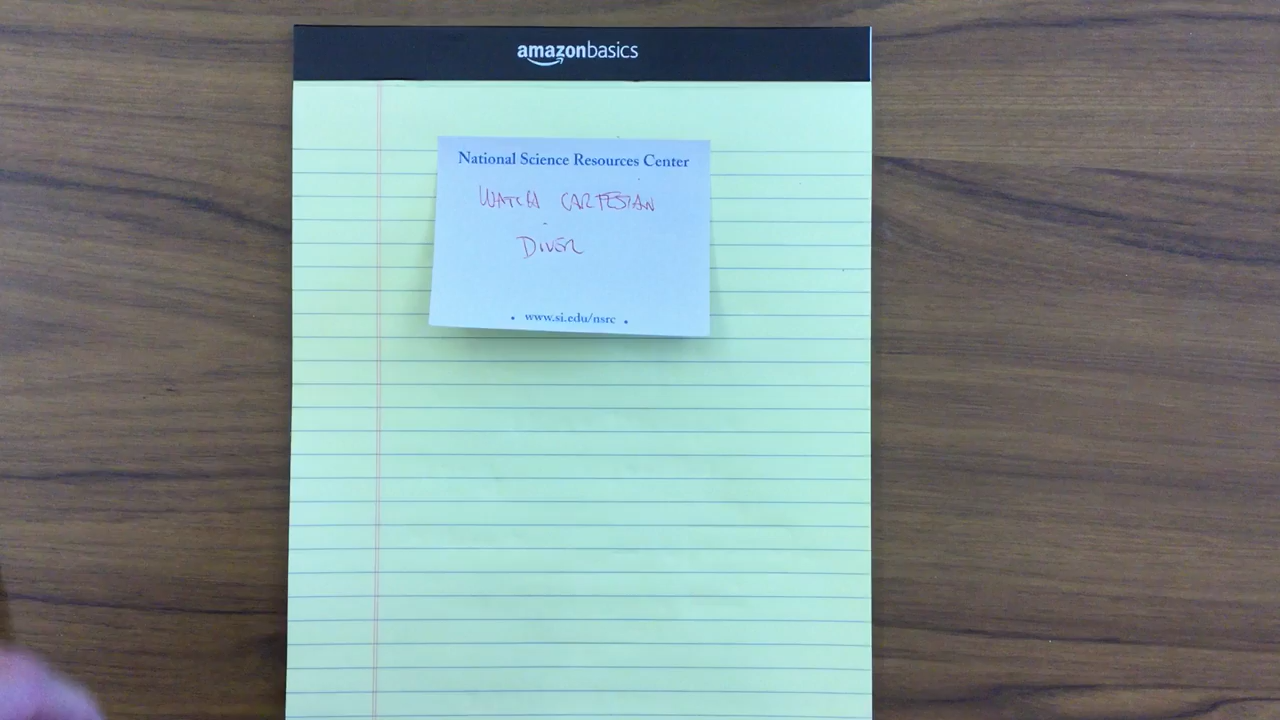 amazonbasics
National Science Resources Center
WATCH CARTESIAN
DIVER
• www.si.edu/nsrc •